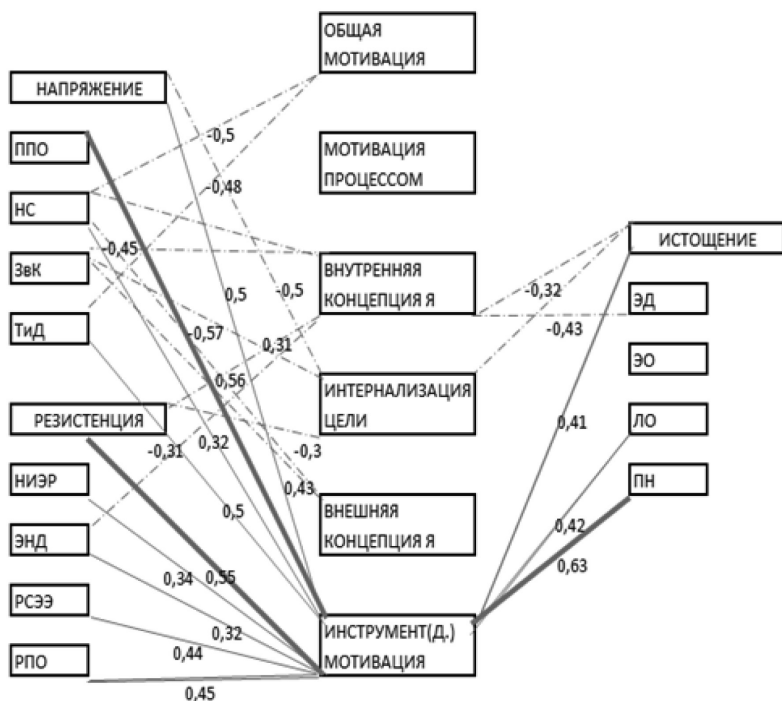 ОБЩАЯ
МОТИВАЦИЯ
НАПРЯЖЕНИЕ
ППО
НС
ЗвК
ТиД
РЕЗИСТЕНЦИЯ
НИЭР
ЭНД
РСЭЭ
РПО
МОТИВАЦИЯ
ПРОЦЕССОМ
ВНУТРЕННЯЯ
КОНЦЕПЦИЯ Я
ИНТЕРНАЛИЗАЦИЯ
ЦЕЛИ
ВНЕШНЯЯ
КОНЦЕПЦИЯ Я
ИНСТРУМЕНТ(Д.)
МОТИВАЦИЯ
ИСТОЩЕНИЕ
ЭД
ЭО
ЛО
ПН
-0,5
-0,48
-0,45
0,5
-0,5
-0,57
0,31
0,56
-0,31
0,32
-0,3
0,43
0,5
0,34
0,55
0,32
0,44
0,45
-0,32
-0,43
0,41
0,42
0,63